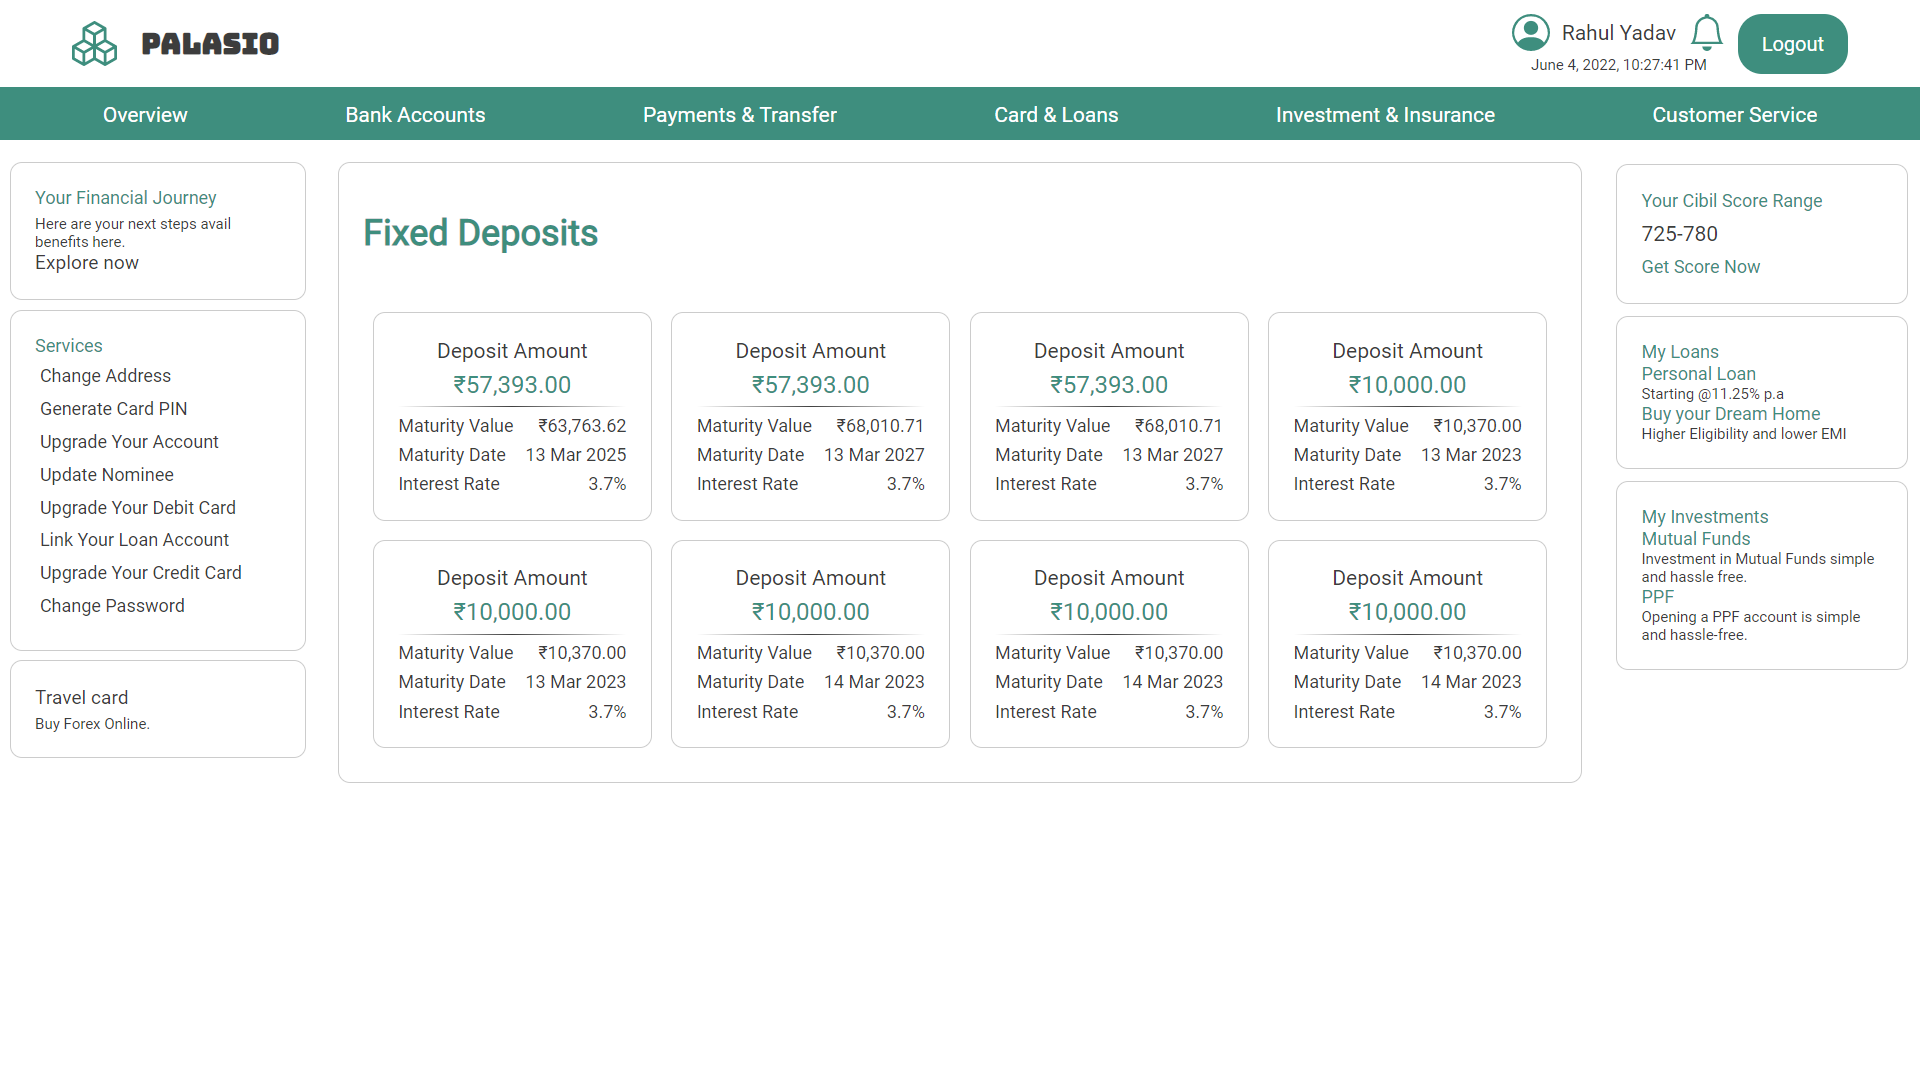 PALASIO
Rahul Yadav
June 4, 2022, 10:27:41 PM
Logout
Overview
Bank Accounts
Payments & Transfer
Card & Loans
Investment & Insurance
Customer Service
Your Financial Journey
Here are your next steps avail
benefits here.
Explore now
Services
Change Address
Generate Card PIN
Upgrade Your Account
Update Nominee
Upgrade Your Debit Card
Link Your Loan Account
Upgrade Your Credit Card
Change Password
Travel card
Buy Forex Online.
Fixed Deposits
Deposit Amount
₹57,393.00
Maturity Value ₹63,763.62
Maturity Date 13 Mar 2025
Interest Rate 3.7%
Deposit Amount
₹57,393.00
Maturity Value ₹68,010.71
Maturity Date 13 Mar 2027
Interest Rate 3.7%
Deposit Amount
₹57,393.00
Maturity Value ₹68,010.71
Maturity Date 13 Mar 2027
Interest Rate 3.7%
Deposit Amount
₹10,000.00
Maturity Value ₹10,370.00
Maturity Date 13 Mar 2023
Interest Rate 3.7%
Deposit Amount
₹10,000.00
Maturity Value ₹10,370.00
Maturity Date 13 Mar 2023
Interest Rate 3.7%
Deposit Amount
₹10,000.00
Maturity Value ₹10,370.00
Maturity Date 14 Mar 2023
Interest Rate 3.7%
Deposit Amount
₹10,000.00
Maturity Value ₹10,370.00
Maturity Date 14 Mar 2023
Interest Rate 3.7%
Deposit Amount
₹10,000.00
Maturity Value ₹10,370.00
Maturity Date 14 Mar 2023
Interest Rate 3.7%
Your Cibil Score Range
725-780
Get Score Now
My Loans
Personal Loan
Starting @11.25% p.a
Buy your Dream Home
Higher Eligibility and lower EMI
My Investments
Mutual Funds
Investment in Mutual Funds simple
and hassle free.
PPF
Opening a PPF account is simple
and hassle-free.